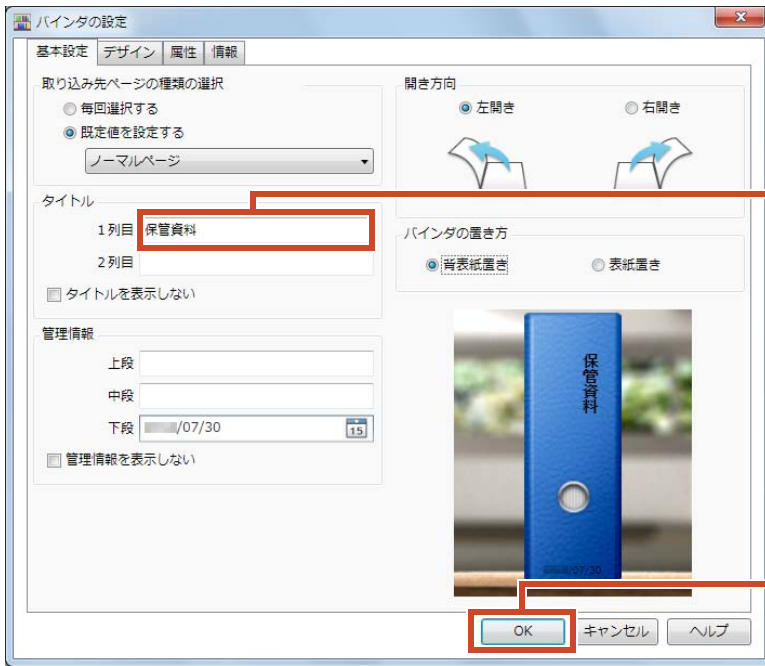 バインダの設定
基本設定 デザイン 属性 情報
取り込み先ページの種類の選択
毎回選択する
既定値を設定する
ノーマルページ
タイトル
1列目 保管資料
2列目
タイトルを表示しない
管理情報
上段
中段
下段 /07/30 15
管理情報を表示しない
開き方向
左開き 右開き
バインダの置き方
背表紙置き 表紙置き
保管資料
/07/30
OK キャンセル ヘルプ